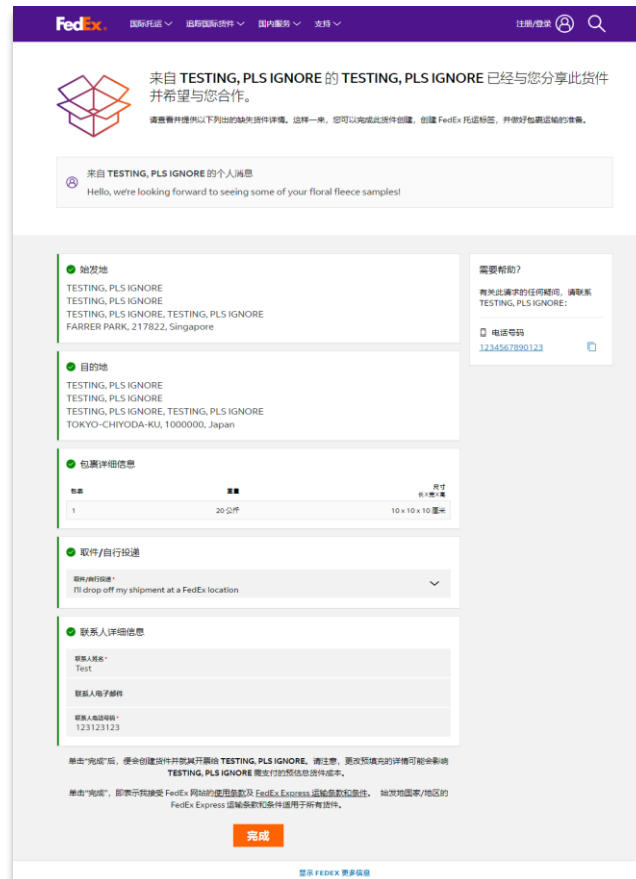 FedEx. 国际托运 追踪国际货件 国内服务 支持 注册/登录
来自 TESTING, PLS IGNORE 的 TESTING, PLS IGNORE 已经与您分享此货件
并希望与您合作。
请查看并提供以下列出的缺失货件详情。这样一来，您可以完成此货件创建，创建 FedEx 托运标签，并做好包裹运输的准备。
来自 TESTING, PLS IGNORE 的个人消息
Hello, we're looking forward to seeing some of your floral fleece samples!
始发地
TESTING, PLS IGNORE
TESTING, PLS IGNORE
TESTING, PLS IGNORE, TESTING, PLS IGNORE
FARRER PARK, 217822, Singapore
需要帮助?
有关此请求的任何疑问，请联系
TESTING, PLS IGNORE：
电话号码
1234567890123
目的地
TESTING, PLS IGNORE
TESTING, PLS IGNORE
TESTING, PLS IGNORE, TESTING, PLS IGNORE
TOKYO-CHIYODA-KU, 1000000, Japan
包裹详细信息
包裹 重量 尺寸
长 x 宽 x 高
1 20 公斤 10 x 10 x 10 厘米
取件/自行投递
取件/自行投递*
I'll drop off my shipment at a FedEx location
联系人详细信息
联系人姓名*
Test
联系人电子邮件
联系人电话号码*
123123123
单击“完成”后，便会创建货件并就其开票给 TESTING, PLS IGNORE。请注意，更改预填充的详情可能会影响
TESTING, PLS IGNORE 需支付的预估总货件成本。
单击“完成”，即表示我接受 FedEx 网站的使用条款及 FedEx Express 运输条款和条件。 始发地国家/地区的
FedEx Express 运输条款和条件适用于所有货件。
完成
显示 FEDEX 更多信息